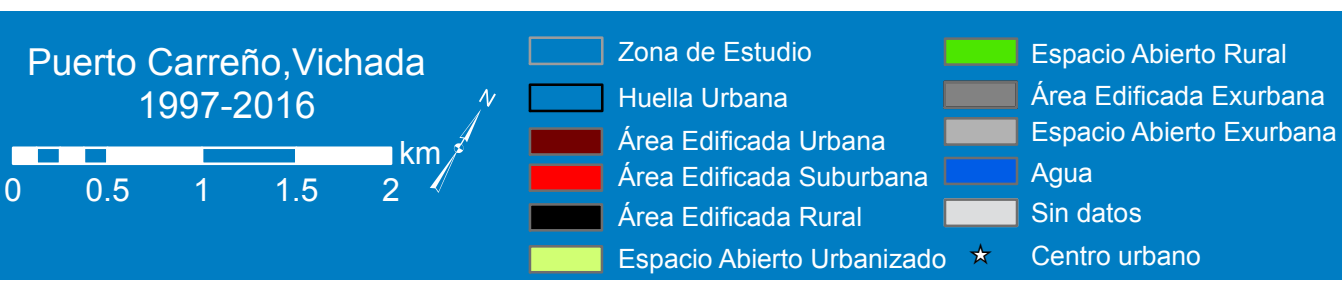 Puerto Carreño,Vichada
1997-2016
N
km
0 0.5 1 1.5 2
Zona de Estudio
Huella Urbana
Área Edificada Urbana
Área Edificada Suburbana
Área Edificada Rural
Espacio Abierto Urbanizado
Espacio Abierto Rural
Área Edificada Exurbana
Espacio Abierto Exurbana
Agua
Sin datos
Centro urbano